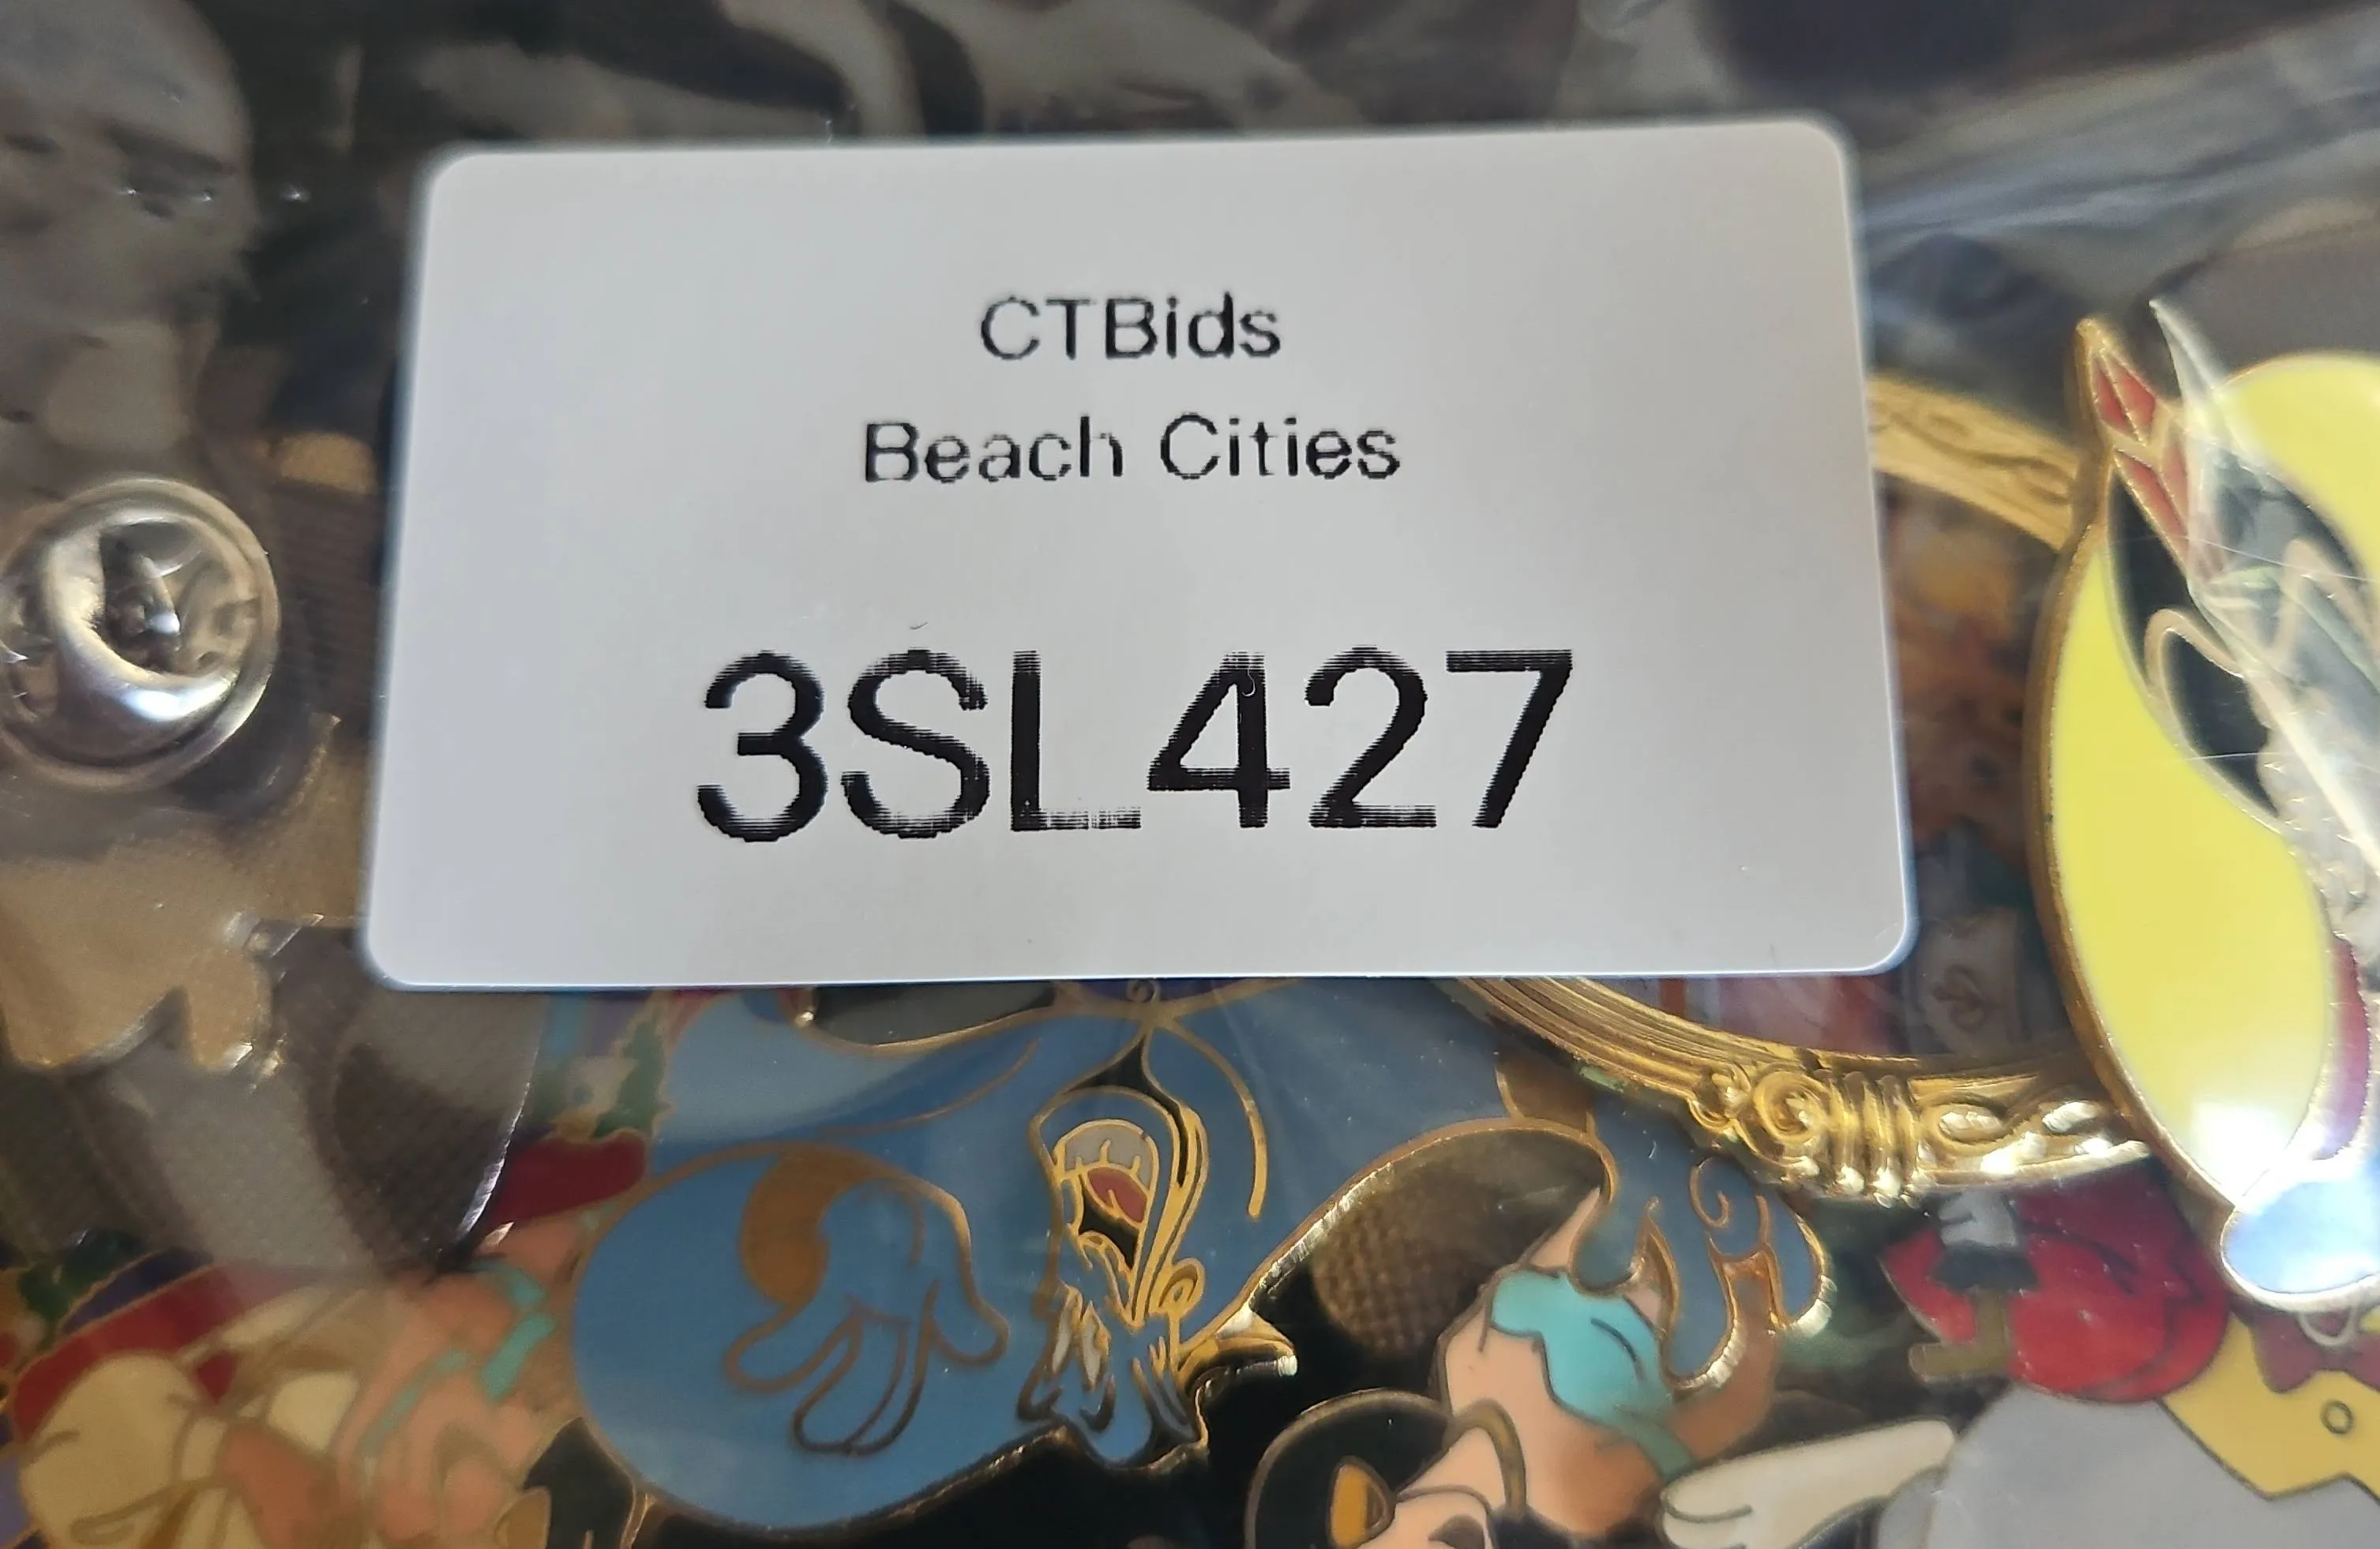 CTBids
Beach Cities
3SL427